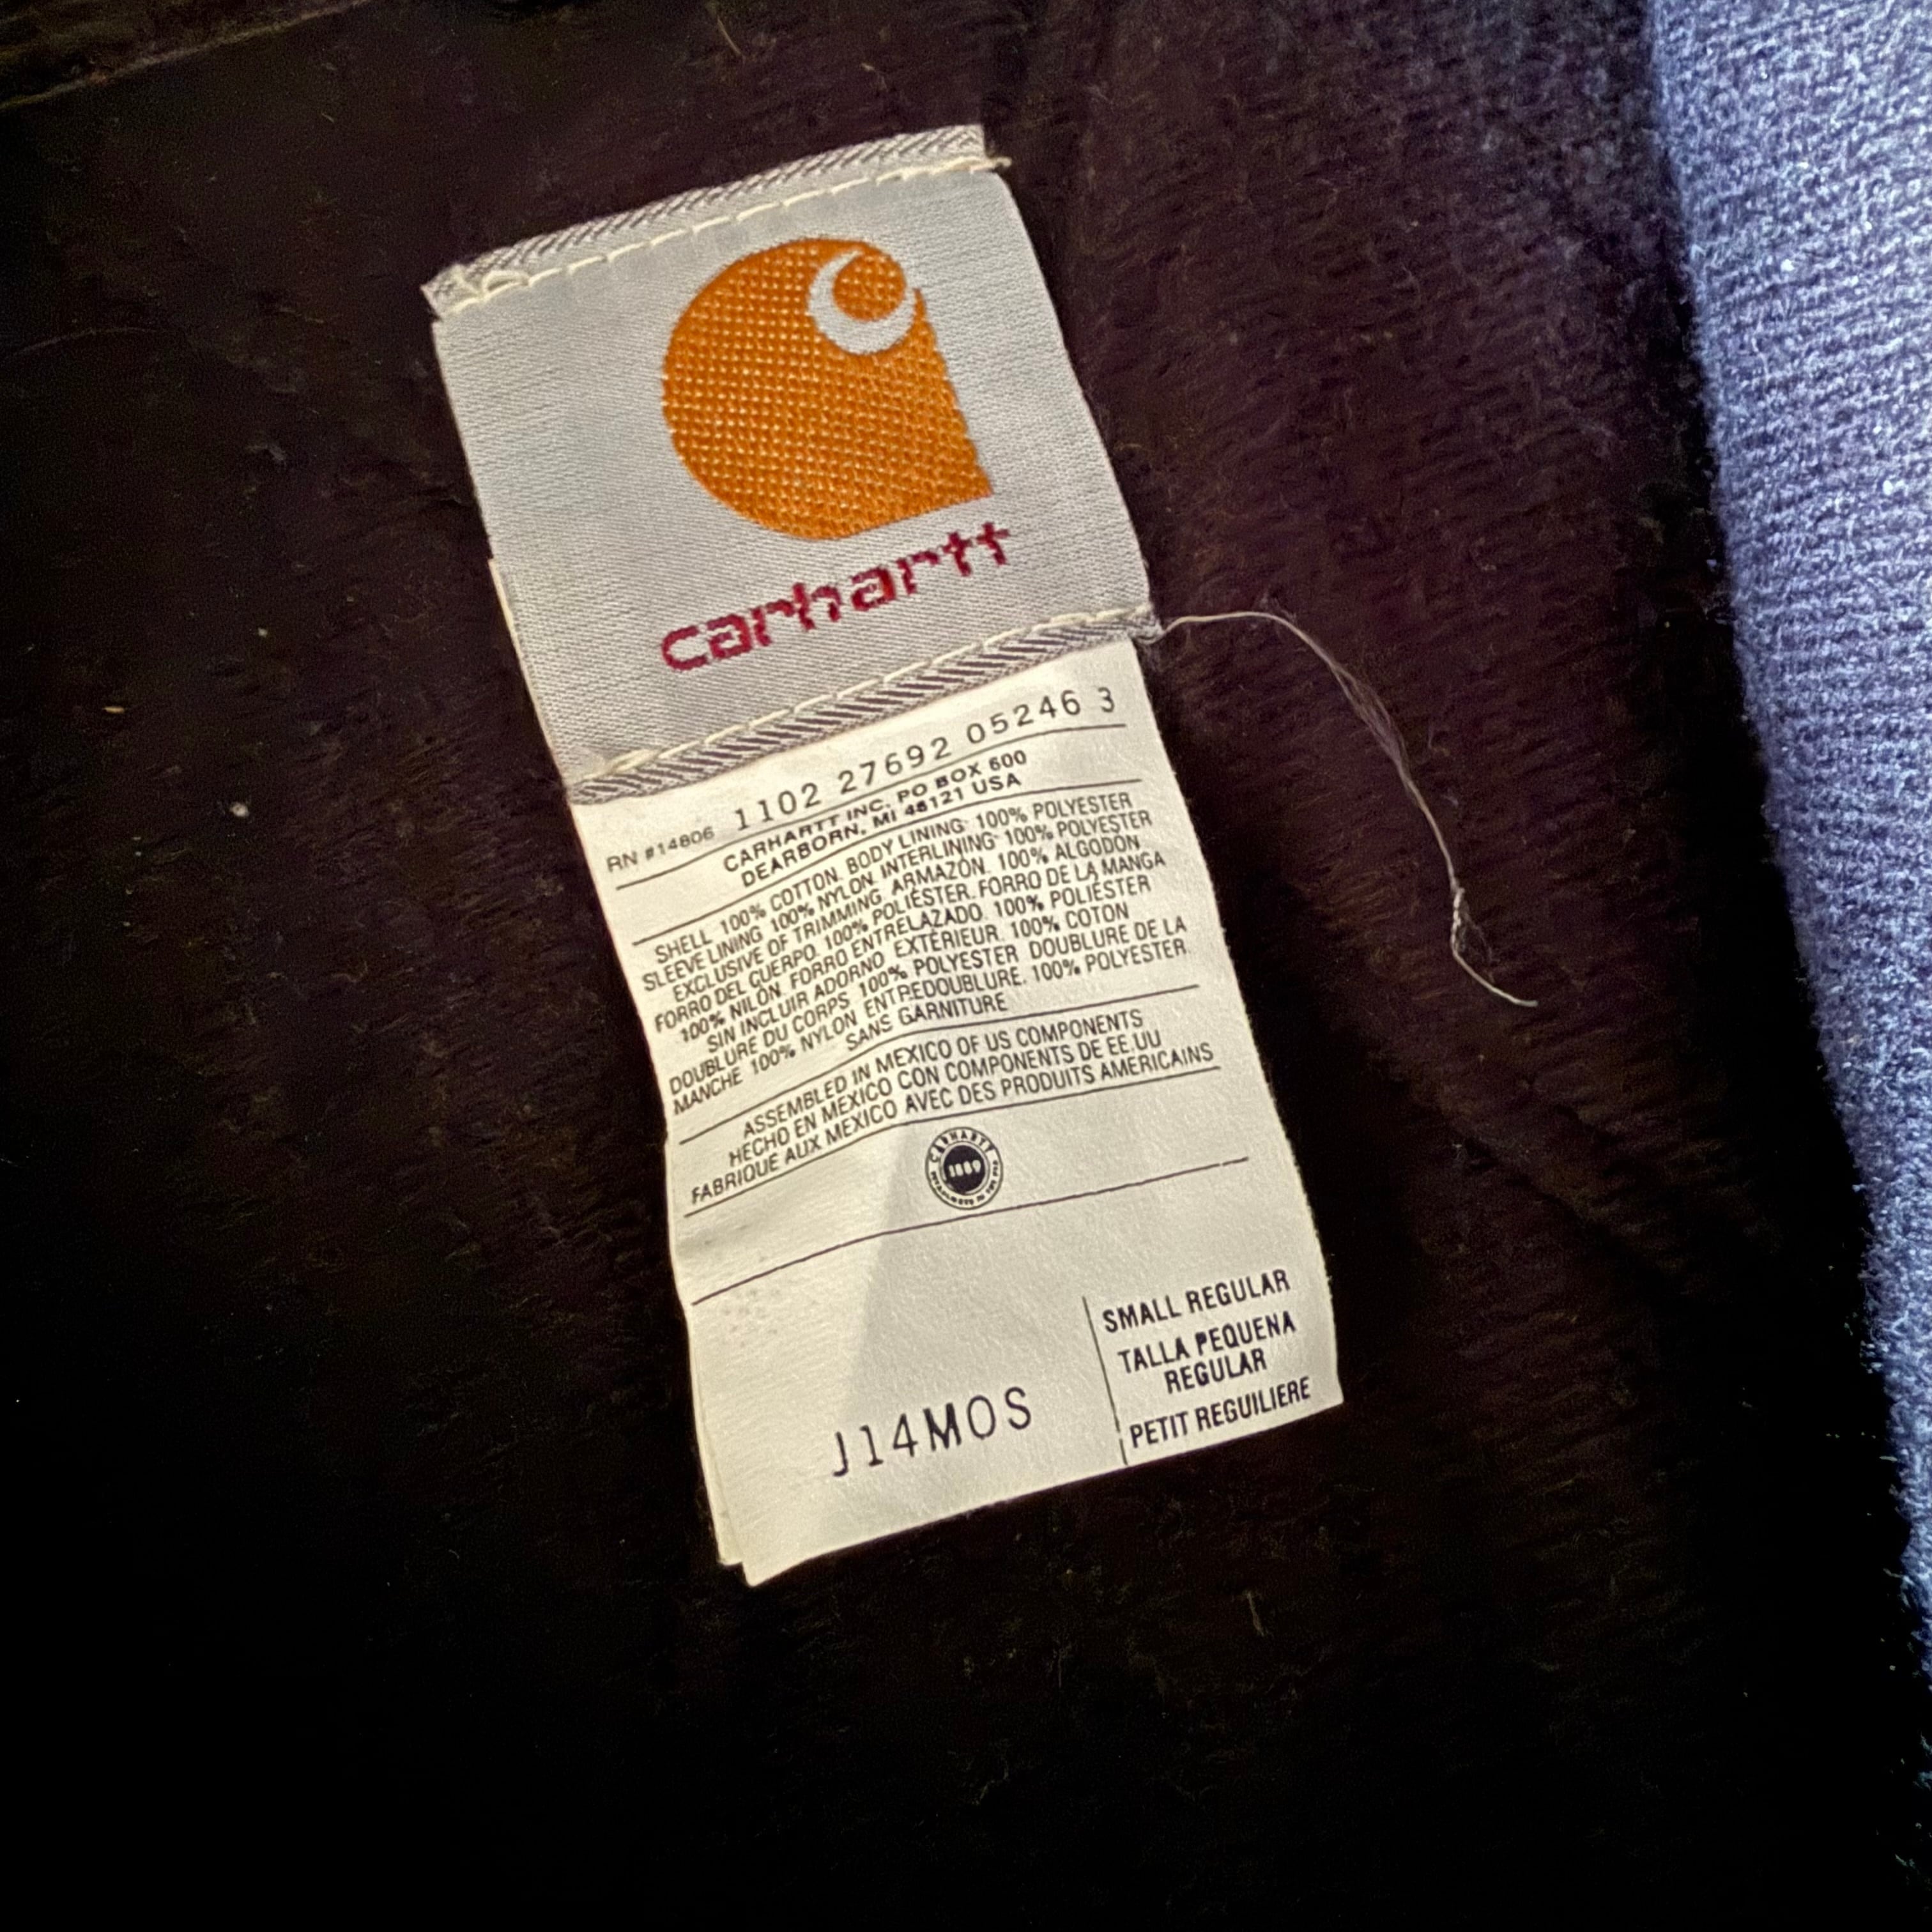 carhartt
RN #14806 1102 27692 05246 3
CARHARTT INC. PO BOX 600
DEARBORN, MI 48121 USA
SHELL 100% COTTON. BODY LINING 100% POLYESTER
SLEEVE LINING 100% NYLON. INTERLINING 100% POLYESTER
EXCLUSIVE OF TRIMMING. ARMAZÓN. 100% ALGODON
FORRO DEL CUERPO. 100% POLIÉSTER. FORRO DE LA MANGA
100% NILÓN. FORRO ENTRELAZADO. 100% POLIÉSTER
SIN INCLUIR ADORNO EXTÉRIEUR. 100% COTON
DOUBLURE DU CORPS. 100% POLYESTER DOUBLURE DE LA
MANCHE 100% NYLON. ENTREDOUBLURE. 100% POLYESTER.
SANS GARNITURE
ASSEMBLED IN MEXICO OF US COMPONENTS
HECHO EN MEXICO CON COMPONENTS DE EE.UU
FABRIQUÉ AUX MEXICO AVEC DES PRODUITS AMERICAINS
CARHARTT
1889
SMALL REGULAR
TALLA PEQUENA
REGULAR
PETIT REGUILIERE
J14MOS